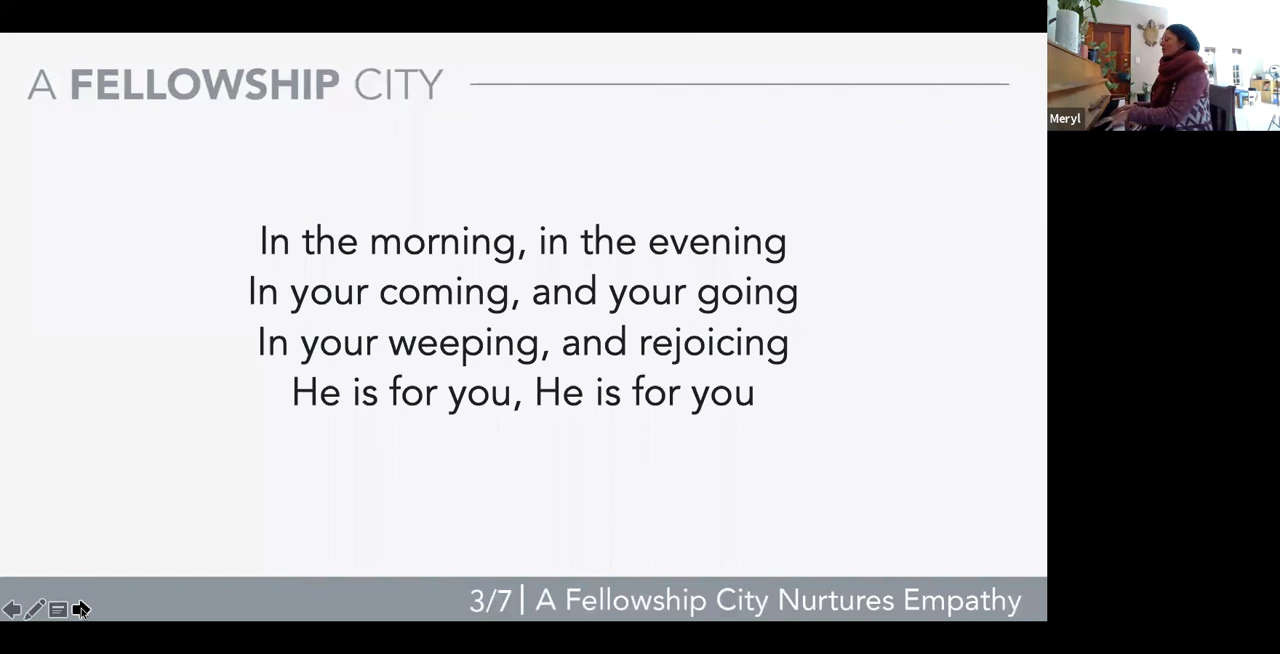 A FELLOWSHIP CITY
In the morning, in the evening
In your coming, and your going
In your weeping, and rejoicing
He is for you, He is for you
3/7 | A Fellowship City Nurtures Empathy
Meryl